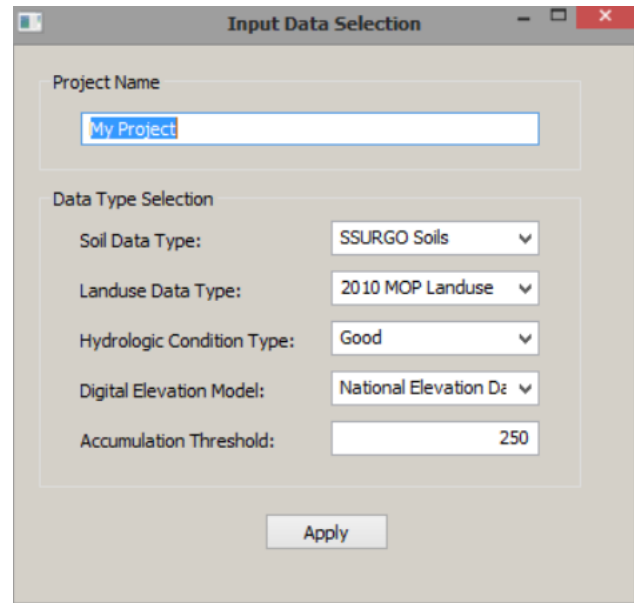 Input Data Selection
Project Name
My Project
Data Type Selection
Soil Data Type: SSURGO Soils
Landuse Data Type: 2010 MOP Landuse
Hydrologic Condition Type: Good
Digital Elevation Model: National Elevation Da
Accumulation Threshold: 250
Apply